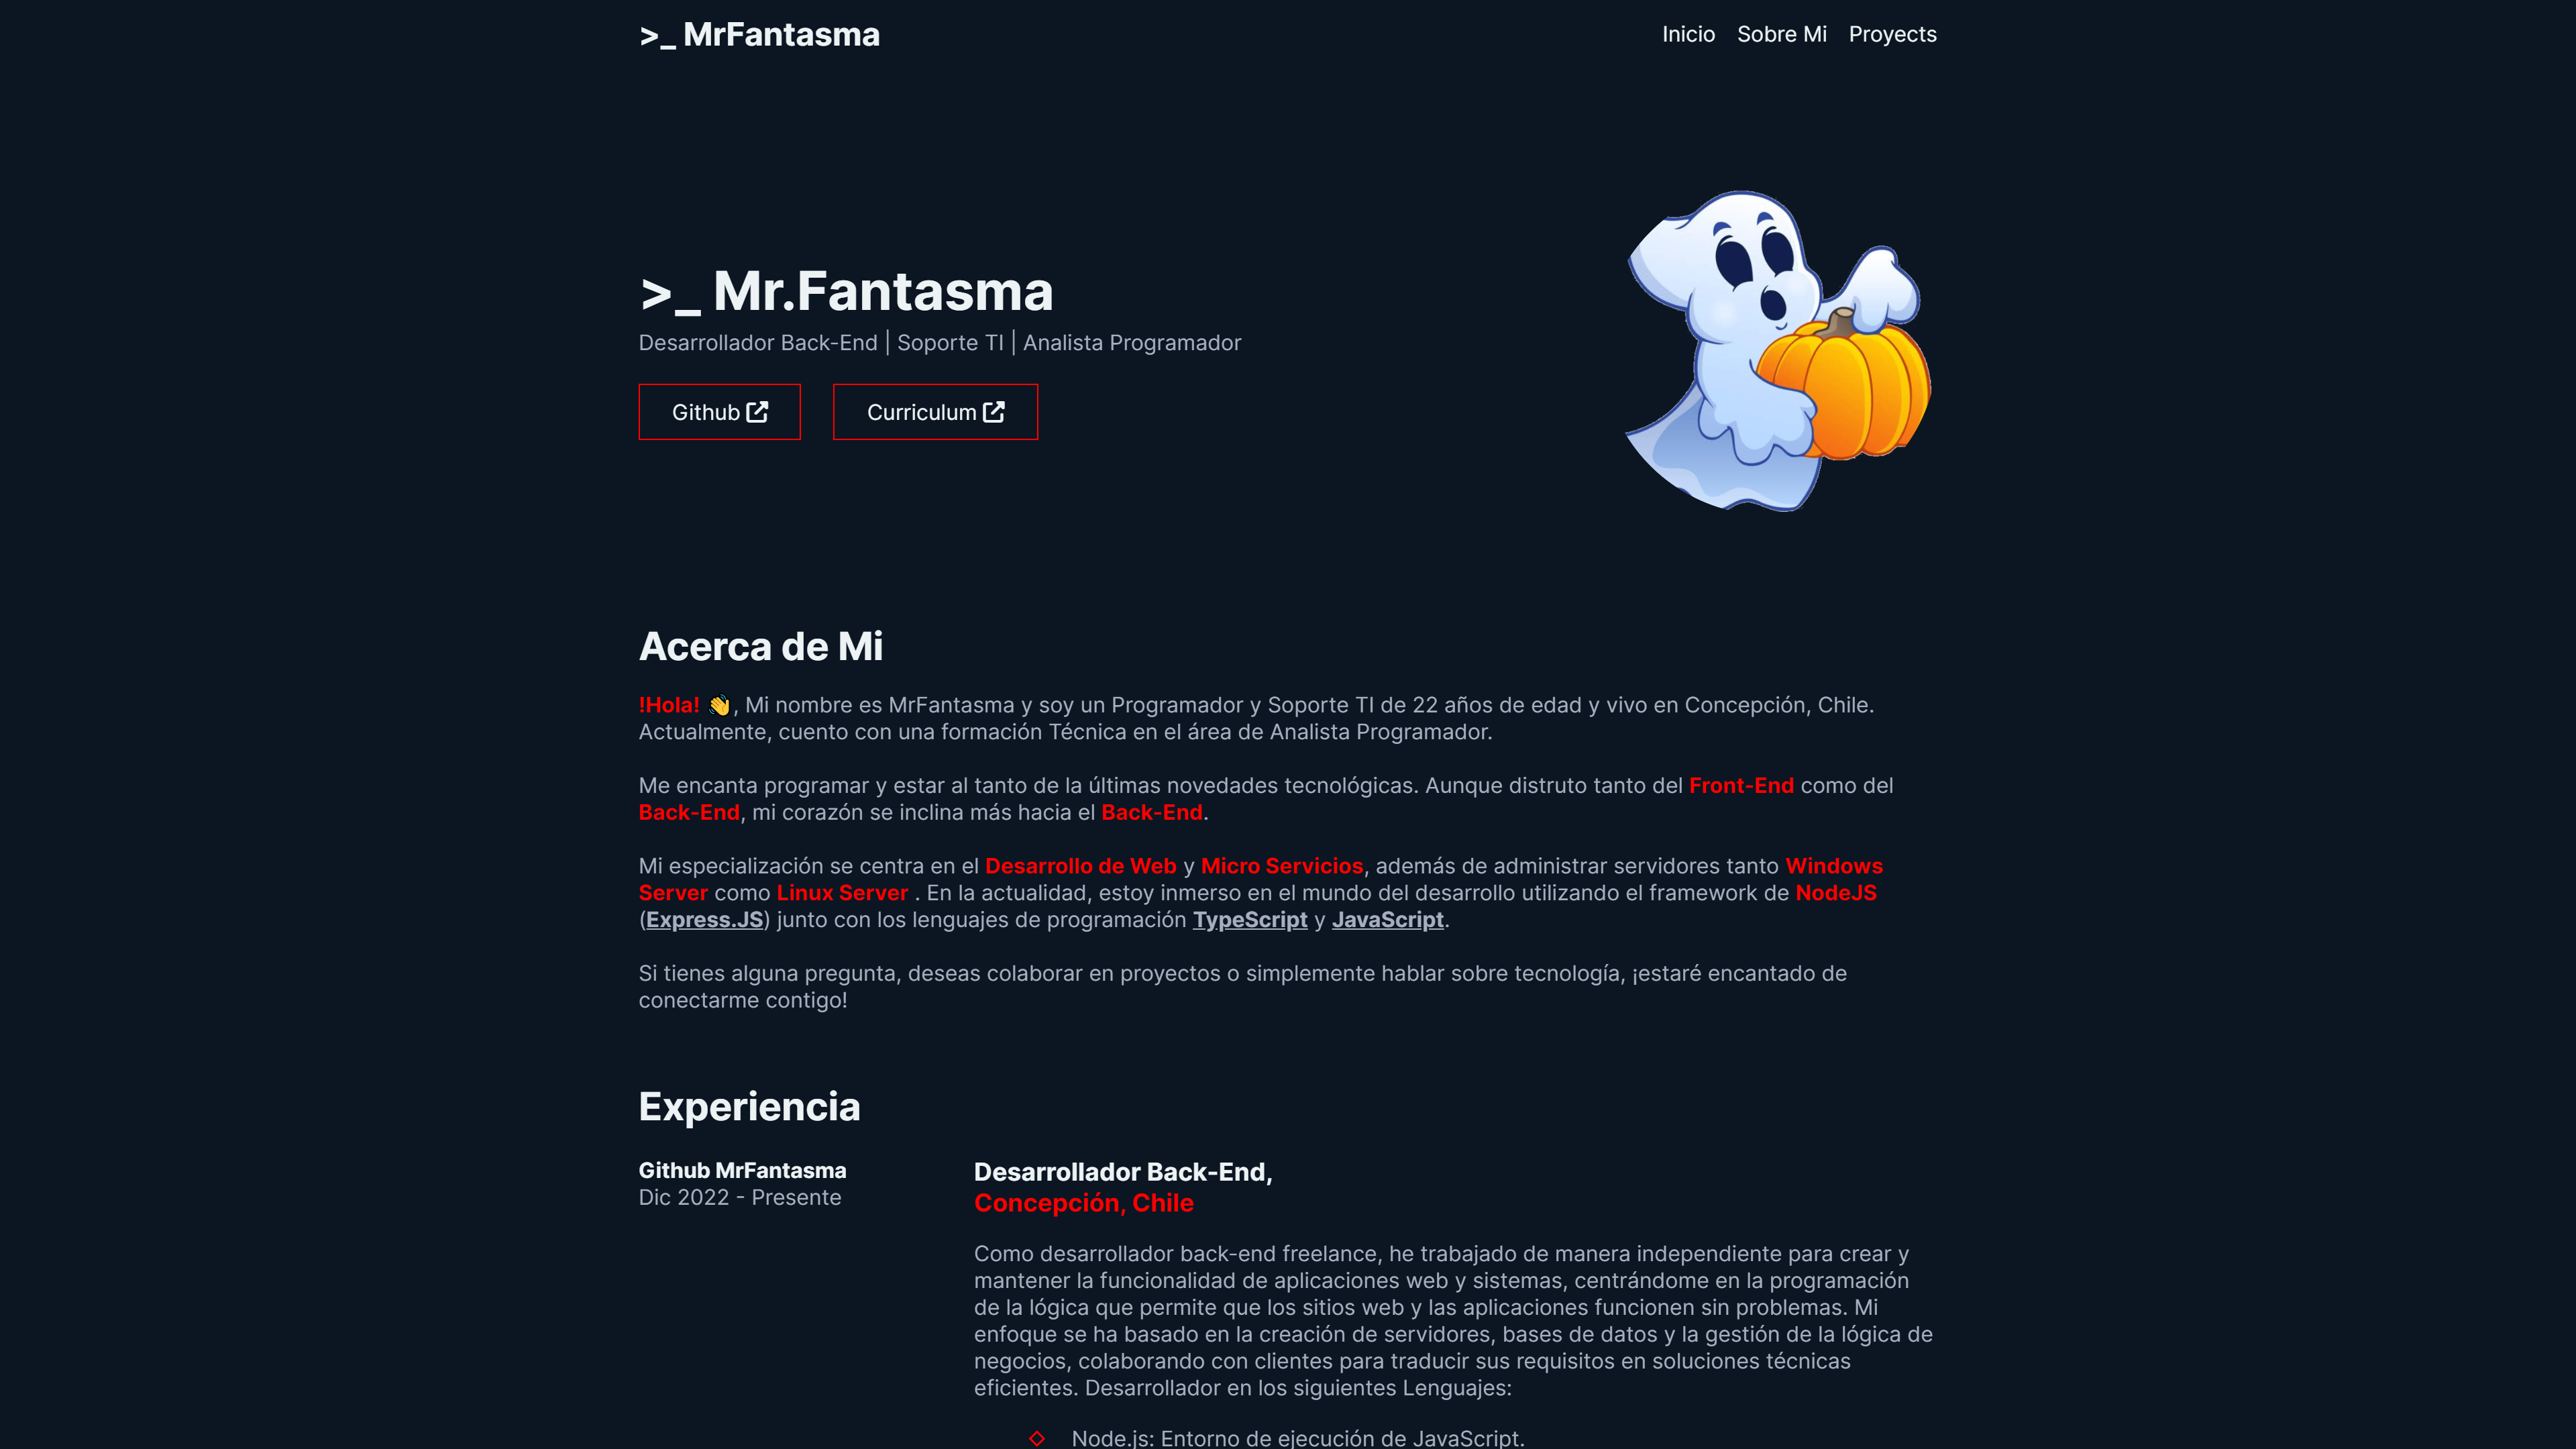 >_ MrFantasma
Inicio Sobre Mi Proyects
>_ Mr.Fantasma
Desarrollador Back-End | Soporte TI | Analista Programador
Github
Curriculum
Acerca de Mi
!Hola! 👋, Mi nombre es MrFantasma y soy un Programador y Soporte TI de 22 años de edad y vivo en Concepción, Chile.
Actualmente, cuento con una formación Técnica en el área de Analista Programador.
Me encanta programar y estar al tanto de la últimas novedades tecnológicas. Aunque distruto tanto del Front-End como del
Back-End, mi corazón se inclina más hacia el Back-End.
Mi especialización se centra en el Desarrollo de Web y Micro Servicios, además de administrar servidores tanto Windows
Server como Linux Server . En la actualidad, estoy inmerso en el mundo del desarrollo utilizando el framework de NodeJS
(Express.JS) junto con los lenguajes de programación TypeScript y JavaScript.
Si tienes alguna pregunta, deseas colaborar en proyectos o simplemente hablar sobre tecnología, ¡estaré encantado de
conectarme contigo!
Experiencia
Github MrFantasma
Dic 2022 - Presente
Desarrollador Back-End,
Concepción, Chile
Como desarrollador back-end freelance, he trabajado de manera independiente para crear y
mantener la funcionalidad de aplicaciones web y sistemas, centrándome en la programación
de la lógica que permite que los sitios web y las aplicaciones funcionen sin problemas. Mi
enfoque se ha basado en la creación de servidores, bases de datos y la gestión de la lógica de
negocios, colaborando con clientes para traducir sus requisitos en soluciones técnicas
eficientes. Desarrollador en los siguientes Lenguajes:
Node.js: Entorno de ejecución de JavaScript.